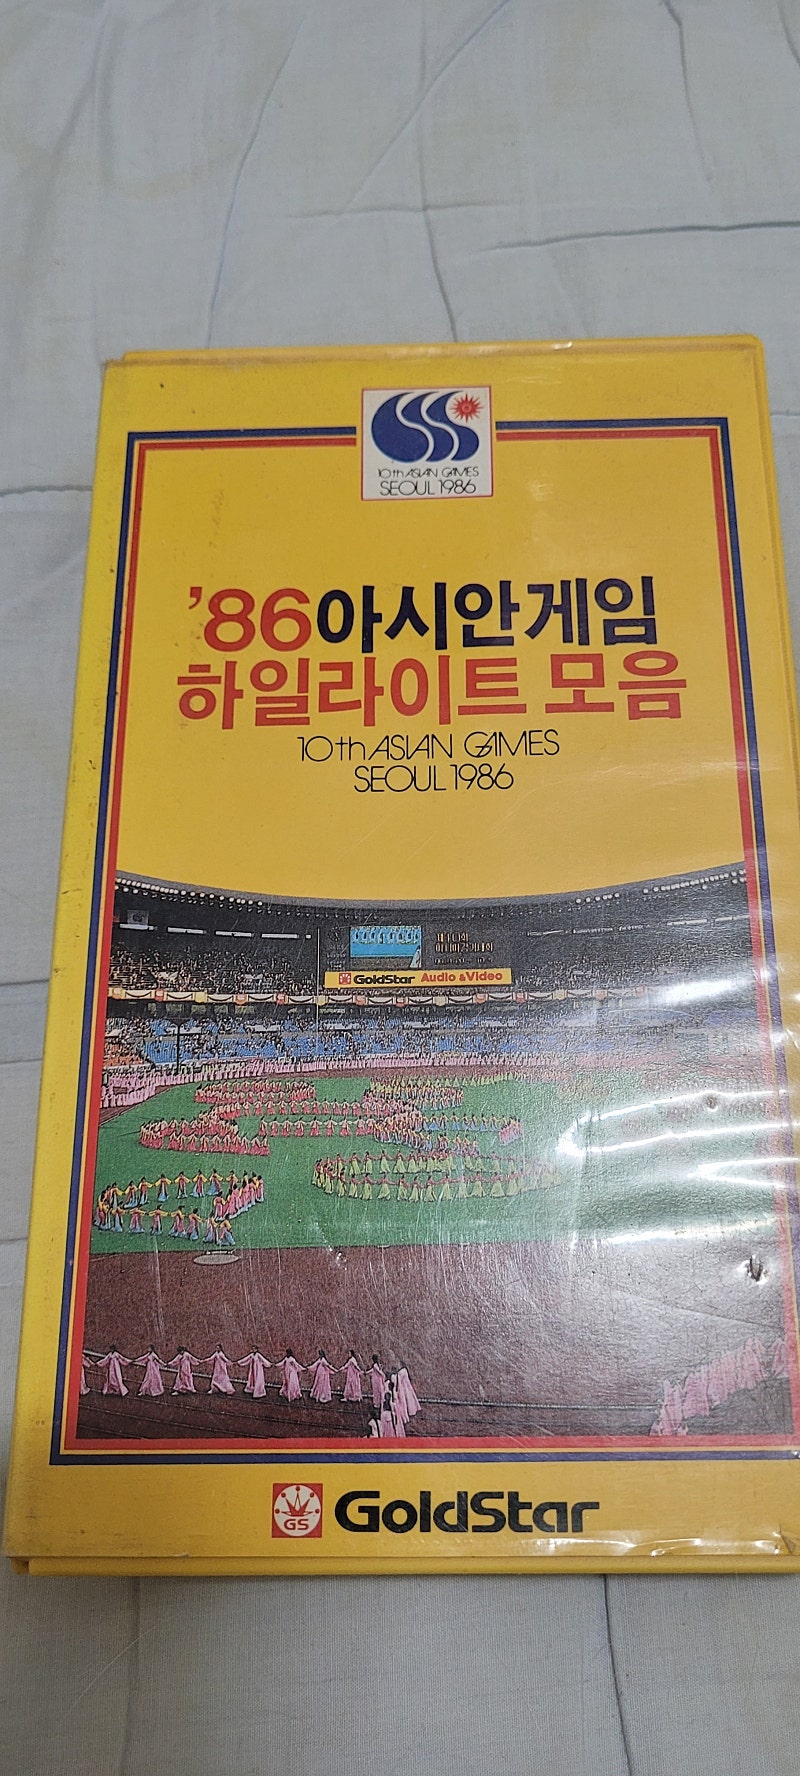 10th ASIAN GAMES
SEOUL 1986
'86아시안게임
하일라이트 모음
10th ASIAN GAMES
SEOUL 1986
GoldStar Audio & Video
GS GoldStar